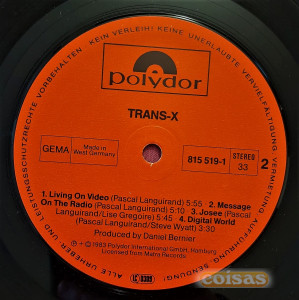 polydor
TRANS-X
GEMA
Made in
West Germany
815 519-1
STEREO
33
2
1. Living On Video (Pascal Languirand) 5:55 2. Message
On The Radio (Pascal Languirand) 5:10 3. Josee (Pascal
Languirand/Lise Gregoire) 5:45 4. Digital World
(Pascal Languirand/Steve Wyatt) 3:30
Produced by Daniel Bernier
℗ + © 1983 Polydor International GmbH, Hamburg
Licensed from Matra Records
ALLE URHEBER- UND LEISTUNGSSCHUTZRECHTE VORBEHALTEN KEIN VERLEIH! KEINE UNERLAUBTE VERVIELFÄLTIGUNG, VERMIETUNG, AUFFÜHRUNG, SENDUNG!
LC 0309
coisas